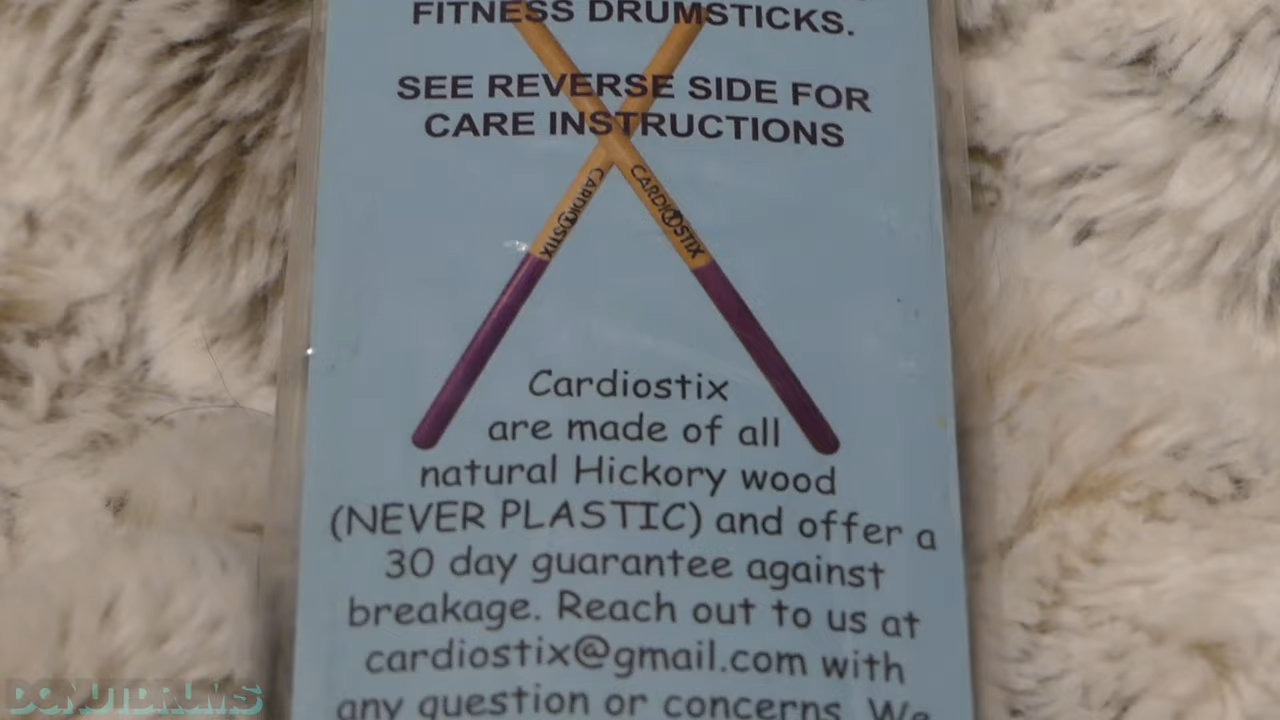 FITNESS DRUMSTICKS.
SEE REVERSE SIDE FOR
CARE INSTRUCTIONS
CARDIOSTIX
CARDIOSTIX
Cardiostix
are made of all
natural Hickory wood
(NEVER PLASTIC) and offer a
30 day guarantee against
breakage. Reach out to us at
cardiostix@gmail.com with
any question or concerns. We
DONUTDRUMS